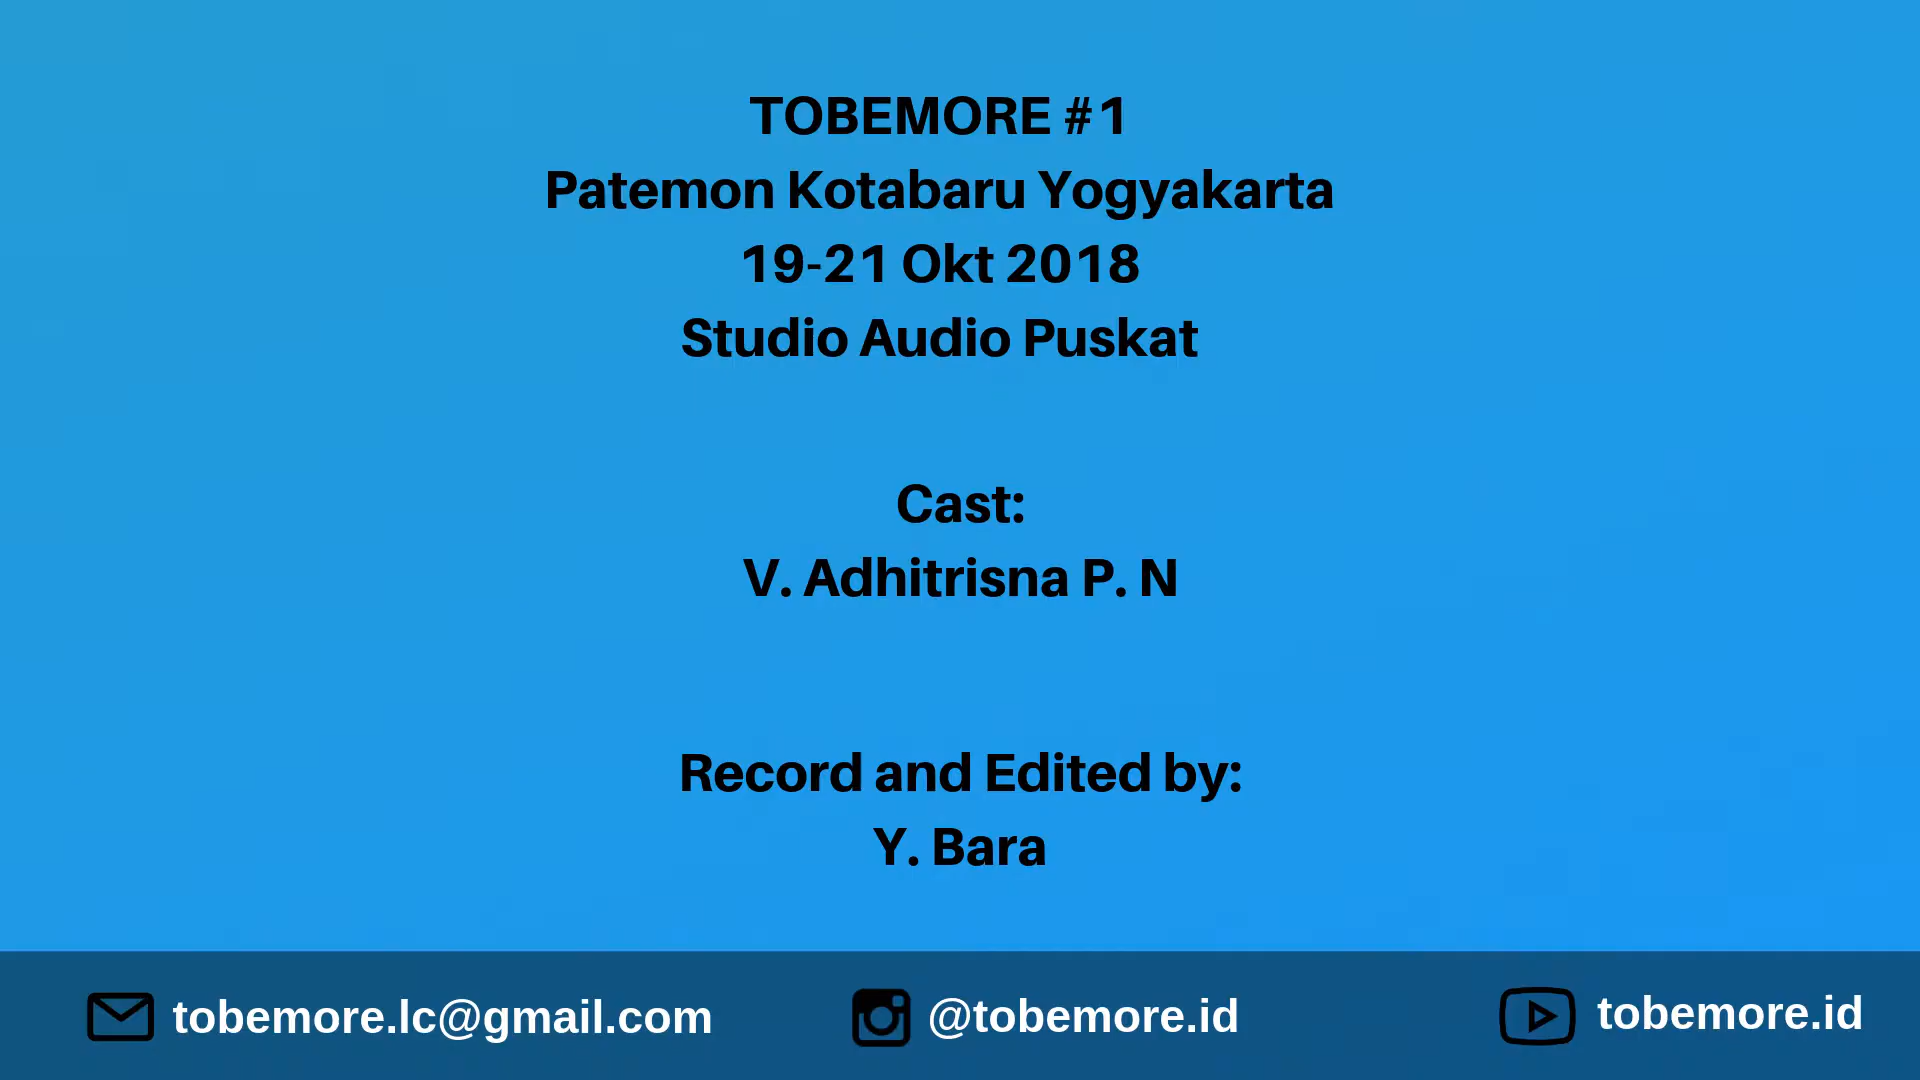 TOBEMORE #1
Patemon Kotabaru Yogyakarta
19-21 Okt 2018
Studio Audio Puskat
Cast:
V. Adhitrisna P. N
Record and Edited by:
Y. Bara
tobemore.lc@gmail.com
@tobemore.id
tobemore.id